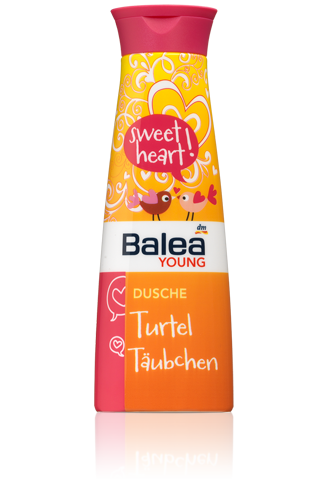 sweet
heart!
dm
Balea
YOUNG
DUSCHE
Turtel
Täubchen